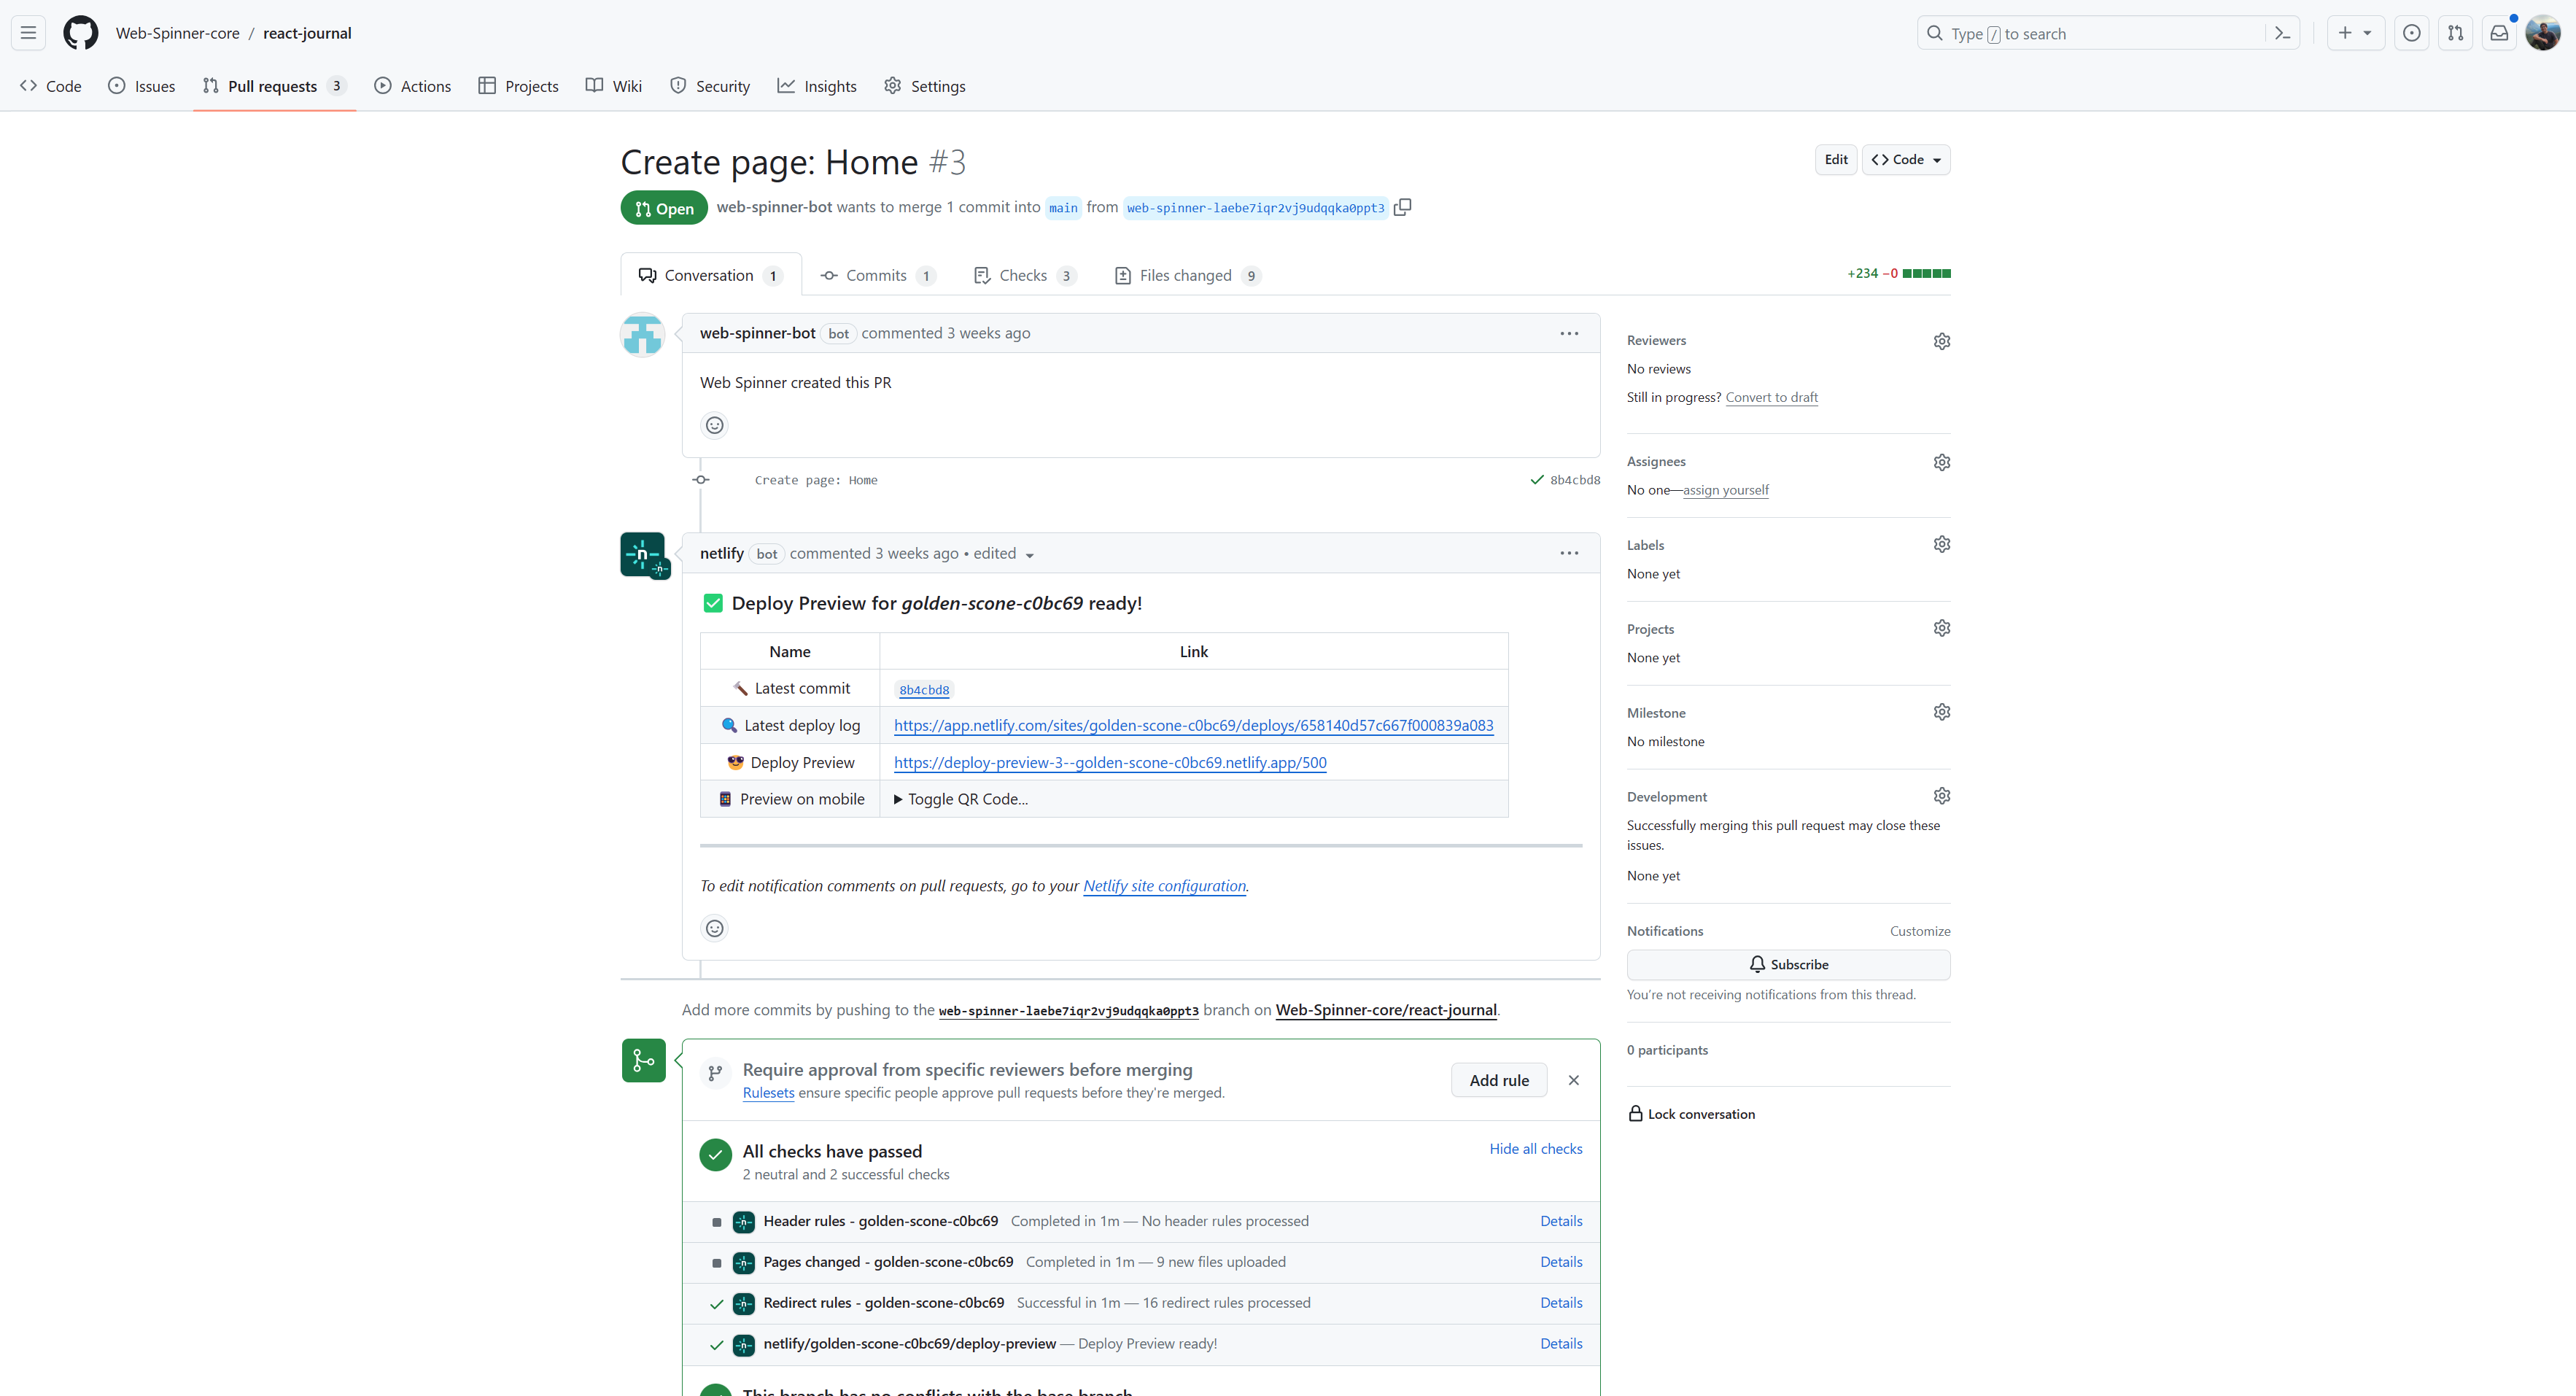 Web-Spinner-core / react-journal
Type / to search
Code
Issues
Pull requests 3
Actions
Projects
Wiki
Security
Insights
Settings
Create page: Home #3
Edit
Code
Open
web-spinner-bot wants to merge 1 commit into main from web-spinner-laebe7iqr2vj9udqqka0ppt3
Conversation 1
Commits 1
Checks 3
Files changed 9
+234 −0
web-spinner-bot bot commented 3 weeks ago
Web Spinner created this PR
Create page: Home
8b4cbd8
netlify bot commented 3 weeks ago • edited
Deploy Preview for golden-scone-c0bc69 ready!
Name Link
Latest commit 8b4cbd8
Latest deploy log https://app.netlify.com/sites/golden-scone-c0bc69/deploys/658140d57c667f000839a083
Deploy Preview https://deploy-preview-3--golden-scone-c0bc69.netlify.app/500
Preview on mobile Toggle QR Code...
To edit notification comments on pull requests, go to your Netlify site configuration.
Add more commits by pushing to the web-spinner-laebe7iqr2vj9udqqka0ppt3 branch on Web-Spinner-core/react-journal.
Require approval from specific reviewers before merging
Rulesets ensure specific people approve pull requests before they're merged.
Add rule
All checks have passed
2 neutral and 2 successful checks
Hide all checks
Header rules - golden-scone-c0bc69 Completed in 1m — No header rules processed Details
Pages changed - golden-scone-c0bc69 Completed in 1m — 9 new files uploaded Details
Redirect rules - golden-scone-c0bc69 Successful in 1m — 16 redirect rules processed Details
netlify/golden-scone-c0bc69/deploy-preview — Deploy Preview ready! Details
This branch has no conflicts with the base branch
Reviewers
No reviews
Still in progress? Convert to draft
Assignees
No one—assign yourself
Labels
None yet
Projects
None yet
Milestone
No milestone
Development
Successfully merging this pull request may close these
issues.
None yet
Notifications
Customize
Subscribe
You're not receiving notifications from this thread.
0 participants
Lock conversation